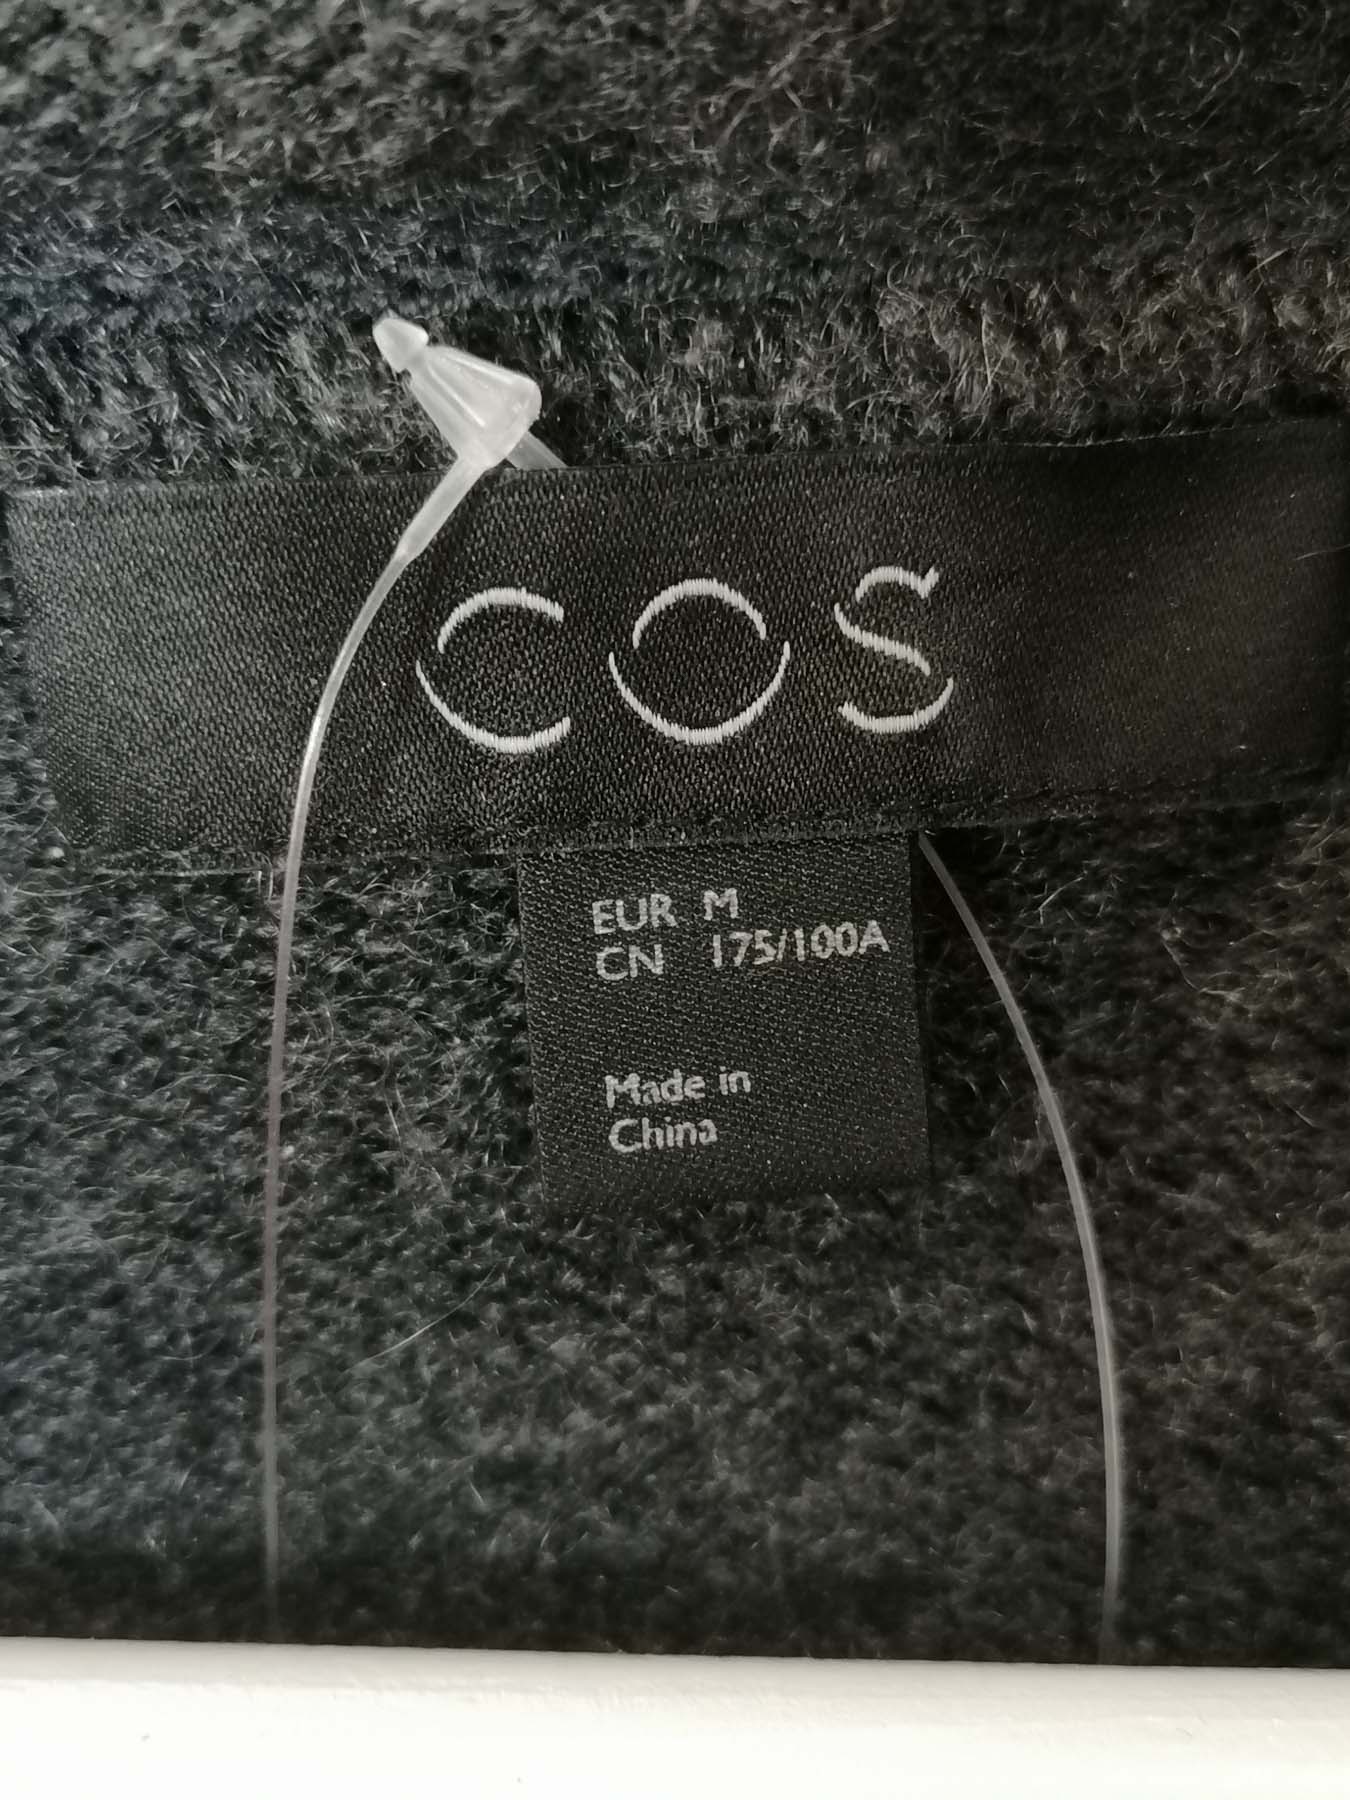 COS
EUR M
CN 175/100A
Made in
China